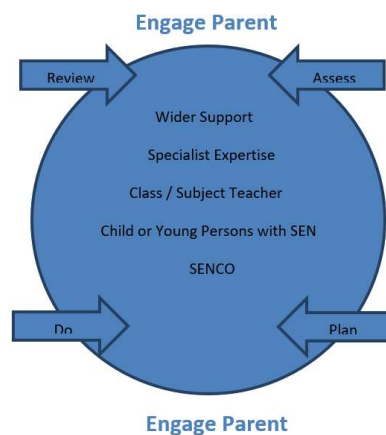 Engage Parent
Review
Assess
Wider Support
Specialist Expertise
Class / Subject Teacher
Child or Young Persons with SEN
SENCO
Do
Plan
Engage Parent